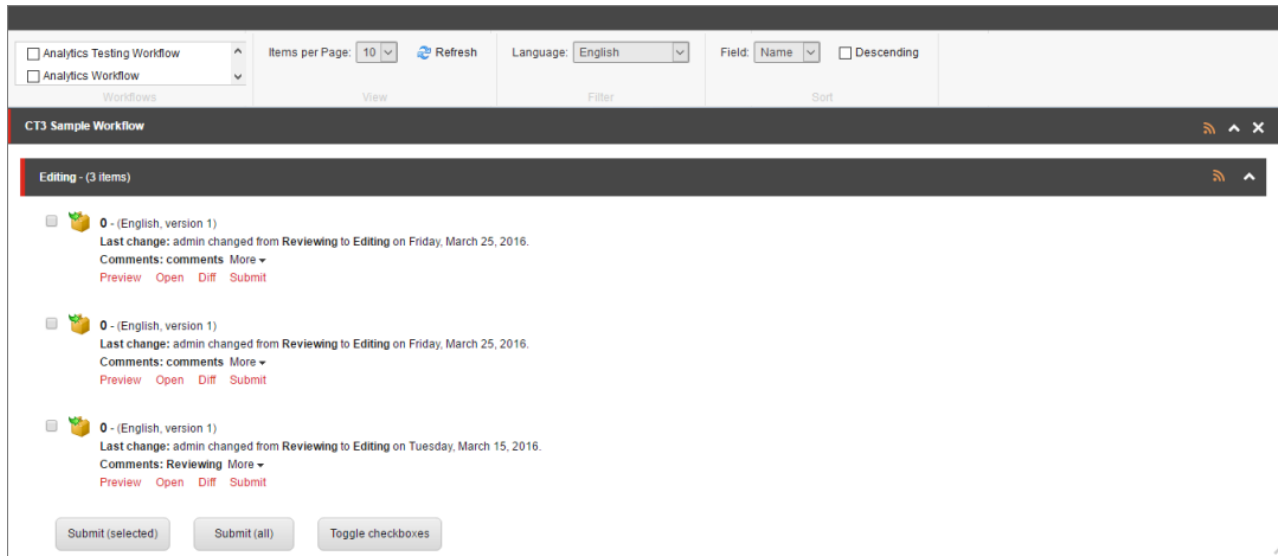 Analytics Testing Workflow
Analytics Workflow
Workflows
Items per Page: 10
Refresh
View
Language: English
Filter
Field: Name
Descending
Sort
CT3 Sample Workflow
Editing - (3 items)
0 - (English, version 1)
Last change: admin changed from Reviewing to Editing on Friday, March 25, 2016.
Comments: comments More
Preview Open Diff Submit
0 - (English, version 1)
Last change: admin changed from Reviewing to Editing on Friday, March 25, 2016.
Comments: comments More
Preview Open Diff Submit
0 - (English, version 1)
Last change: admin changed from Reviewing to Editing on Tuesday, March 15, 2016.
Comments: Reviewing More
Preview Open Diff Submit
Submit (selected) Submit (all) Toggle checkboxes